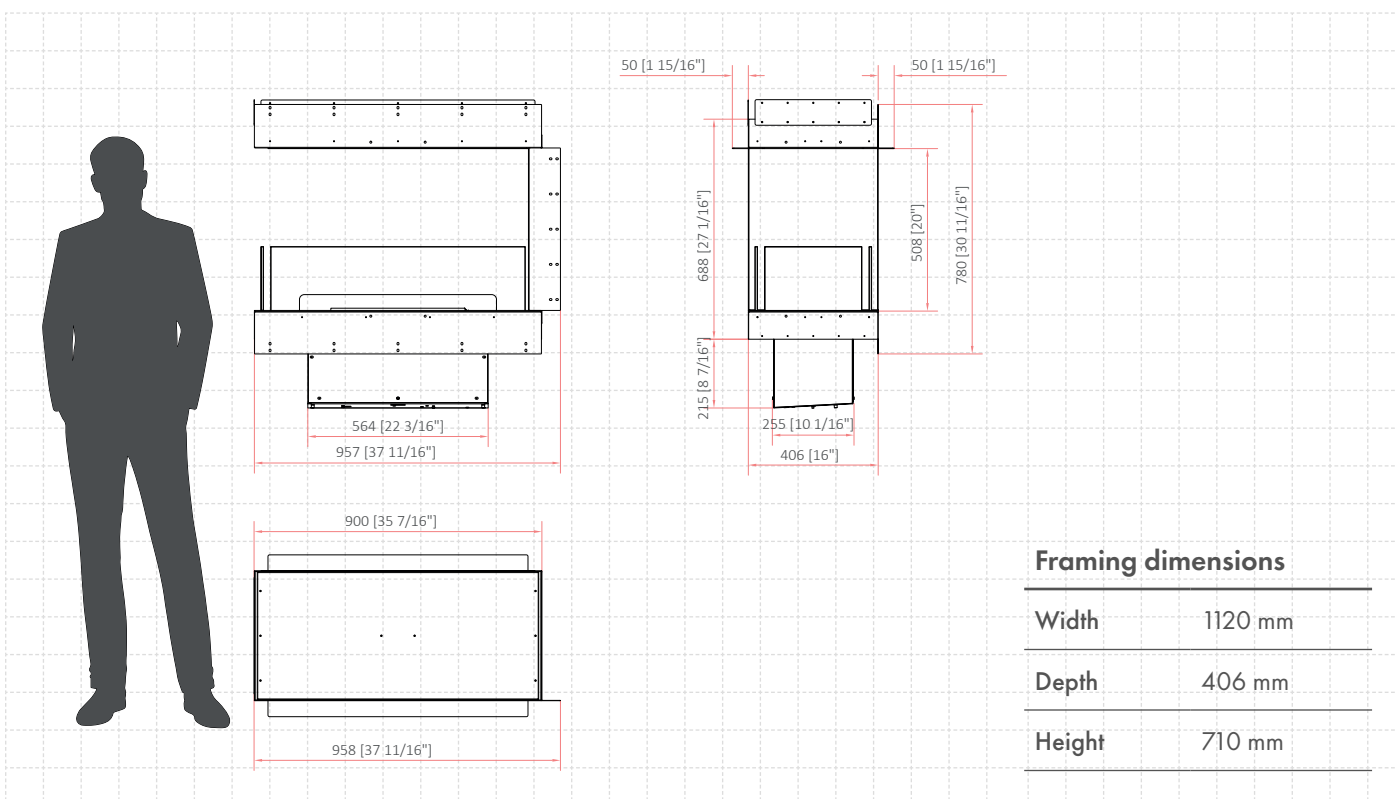 50 [1 15/16"]
50 [1 15/16"]
688 [27 1/16"]
508 [20"]
780 [30 11/16"]
215 [8 7/16"]
564 [22 3/16"]
957 [37 11/16"]
255 [10 1/16"]
406 [16"]
900 [35 7/16"]
958 [37 11/16"]
Framing dimensions
Width 1120 mm
Depth 406 mm
Height 710 mm